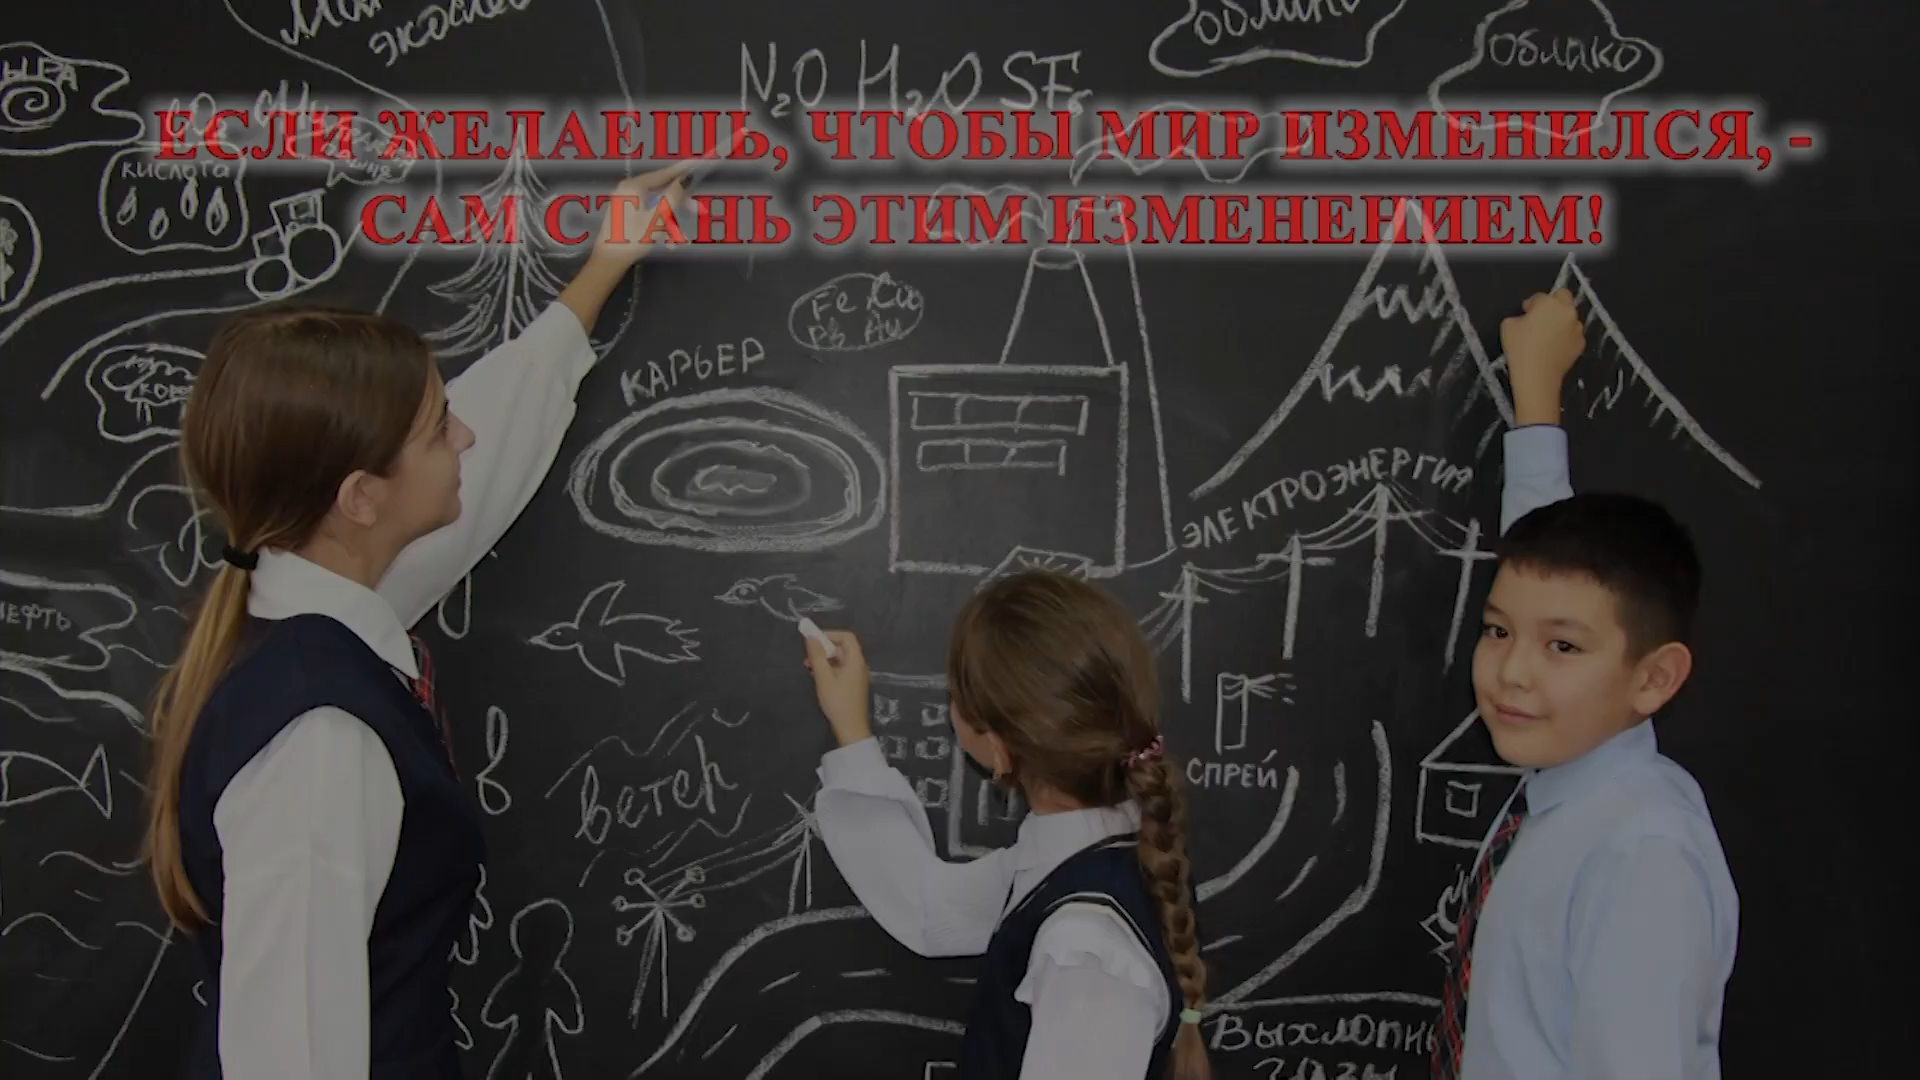 ЕСЛИ ЖЕЛАЕШЬ, ЧТОБЫ МИР ИЗМЕНИЛСЯ, -
САМ СТАНЬ ЭТИМ ИЗМЕНЕНИЕМ!
N₂O H₂O SF₆
облако
облако
кислота
Fe Cu
Pb Au
КАРЬЕР
ЭЛЕКТРОЭНЕРГИЯ
НЕФТЬ
ветер
СПРЕЙ